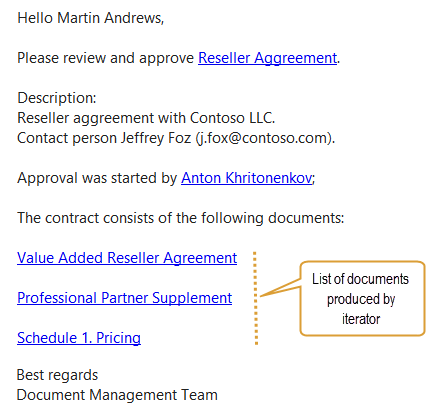 Hello Martin Andrews,
Please review and approve Reseller Aggreement.
Description:
Reseller aggreement with Contoso LLC.
Contact person Jeffrey Foz (j.fox@contoso.com).
Approval was started by Anton Khritonenkov;
The contract consists of the following documents:
Value Added Reseller Agreement
Professional Partner Supplement
Schedule 1. Pricing
List of documents
produced by
iterator
Best regards
Document Management Team